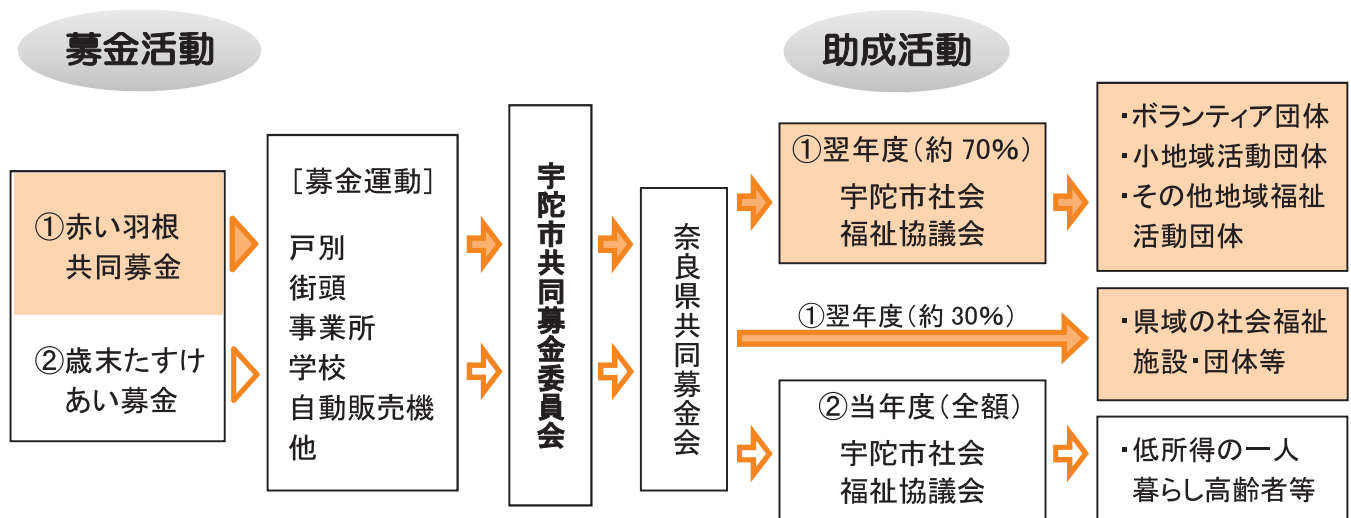 募金活動
助成活動
①赤い羽根
共同募金
②歳末たすけ
あい募金
［募金運動］
戸別
街頭
事業所
学校
自動販売機
他
宇陀市共同募金委員会
奈良県共同募金会
①翌年度（約70%）
宇陀市社会
福祉協議会
・ボランティア団体
・小地域活動団体
・その他地域福祉
活動団体
①翌年度（約30%）
・県域の社会福祉
施設・団体等
②当年度（全額）
宇陀市社会
福祉協議会
・低所得の一人
暮らし高齢者等